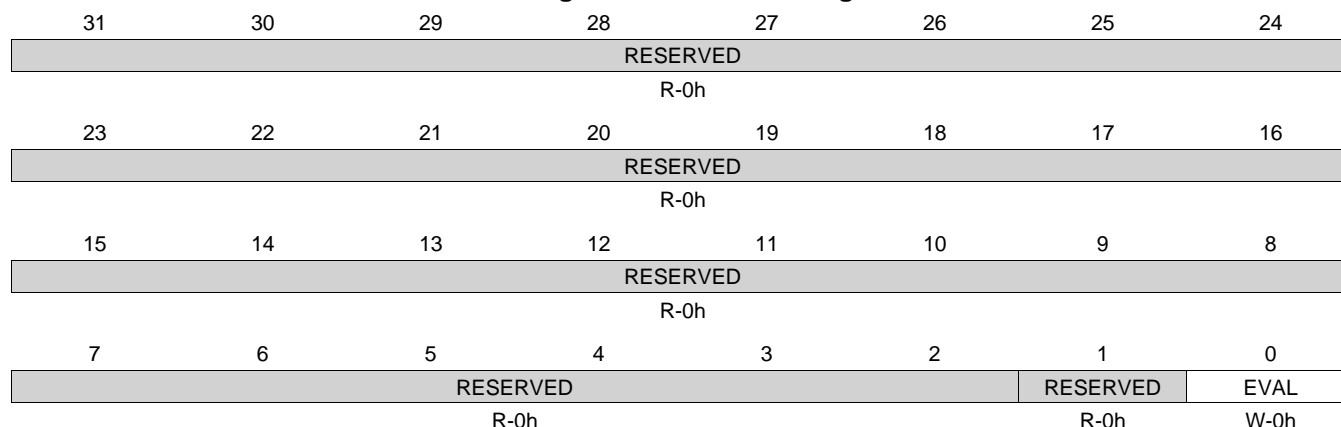 31 30 29 28 27 26 25 24
RESERVED
R-0h
23 22 21 20 19 18 17 16
RESERVED
R-0h
15 14 13 12 11 10 9 8
RESERVED
R-0h
7 6 5 4 3 2 1 0
RESERVED RESERVED EVAL
R-0h R-0h W-0h